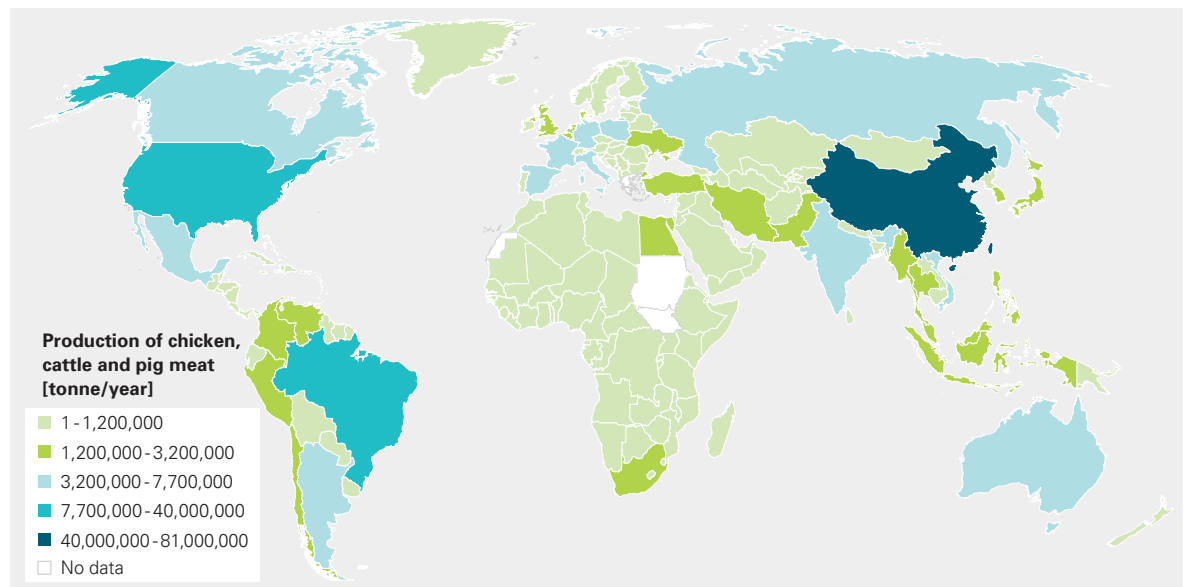 Production of chicken,
cattle and pig meat
[tonne/year]
1 - 1,200,000
1,200,000 - 3,200,000
3,200,000 - 7,700,000
7,700,000 - 40,000,000
40,000,000 - 81,000,000
No data